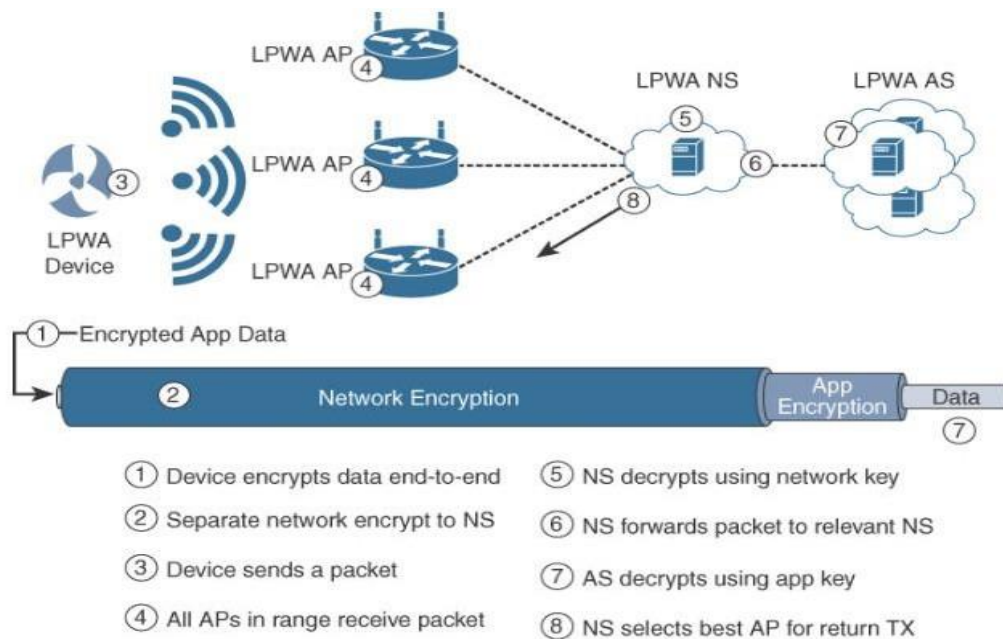 LPWA AP
4
LPWA NS
LPWA AS
5
7
LPWA AP
4
6
3
8
LPWA
Device
LPWA AP
4
1 Encrypted App Data
2
Network Encryption
App
Encryption
Data
7
1 Device encrypts data end-to-end
2 Separate network encrypt to NS
3 Device sends a packet
4 All APs in range receive packet
5 NS decrypts using network key
6 NS forwards packet to relevant NS
7 AS decrypts using app key
8 NS selects best AP for return TX